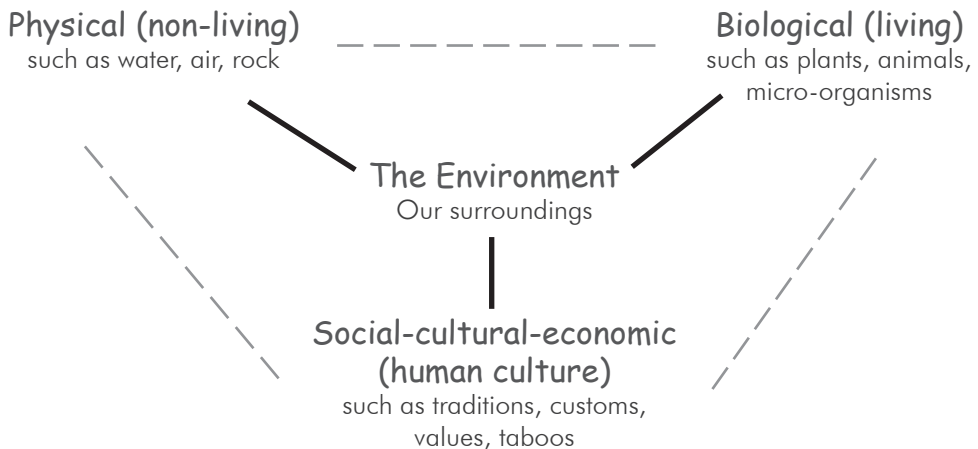 Physical (non-living)
such as water, air, rock
Biological (living)
such as plants, animals,
micro-organisms
The Environment
Our surroundings
Social-cultural-economic
(human culture)
such as traditions, customs,
values, taboos